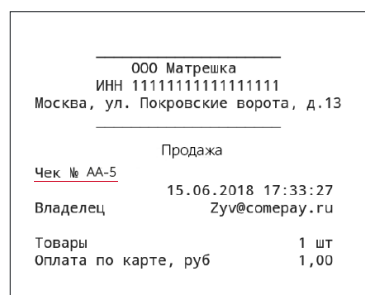 ООО Матрешка
ИНН 11111111111111111
Москва, ул. Покровские ворота, д.13
Продажа
Чек № АА-5
15.06.2018 17:33:27
Владелец Zyv@comepay.ru
Товары 1 шт
Оплата по карте, руб 1,00